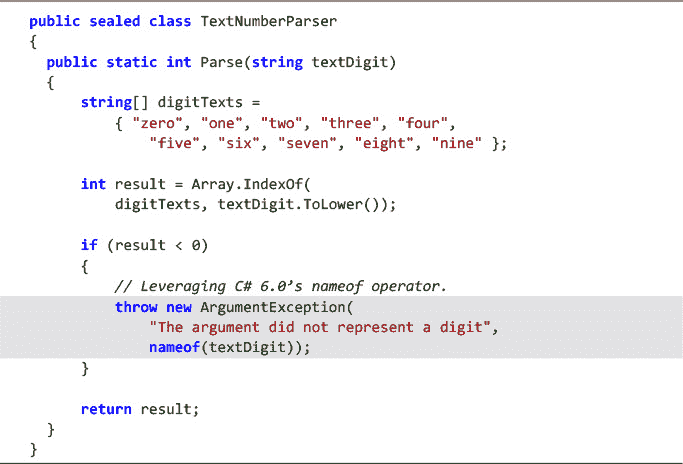 public sealed class TextNumberParser
{
  public static int Parse(string textDigit)
  {
      string[] digitTexts =
          { "zero", "one", "two", "three", "four",
              "five", "six", "seven", "eight", "nine" };

      int result = Array.IndexOf(
          digitTexts, textDigit.ToLower());

      if (result < 0)
      {
          // Leveraging C# 6.0’s nameof operator.
          throw new ArgumentException(
              "The argument did not represent a digit",
              nameof(textDigit));
      }

      return result;
  }
}